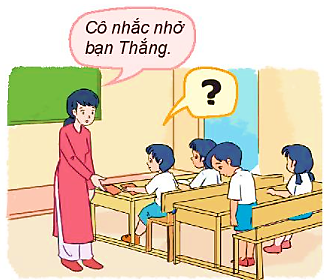 Cô nhắc nhở
bạn Thắng.
?